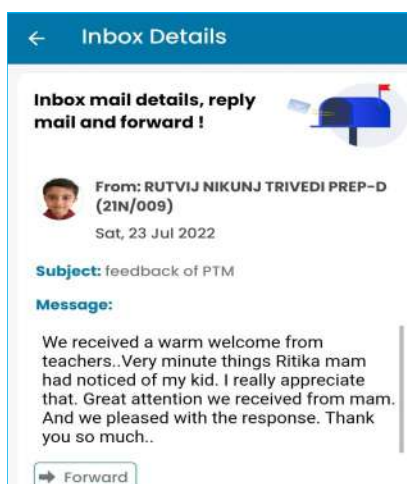 Inbox Details
Inbox mail details, reply
mail and forward !
From: RUTVIJ NIKUNJ TRIVEDI PREP-D
(21N/009)
Sat, 23 Jul 2022
Subject: feedback of PTM
Message:
We received a warm welcome from
teachers..Very minute things Ritika mam
had noticed of my kid. I really appreciate
that. Great attention we received from mam.
And we pleased with the response. Thank
you so much..
Forward